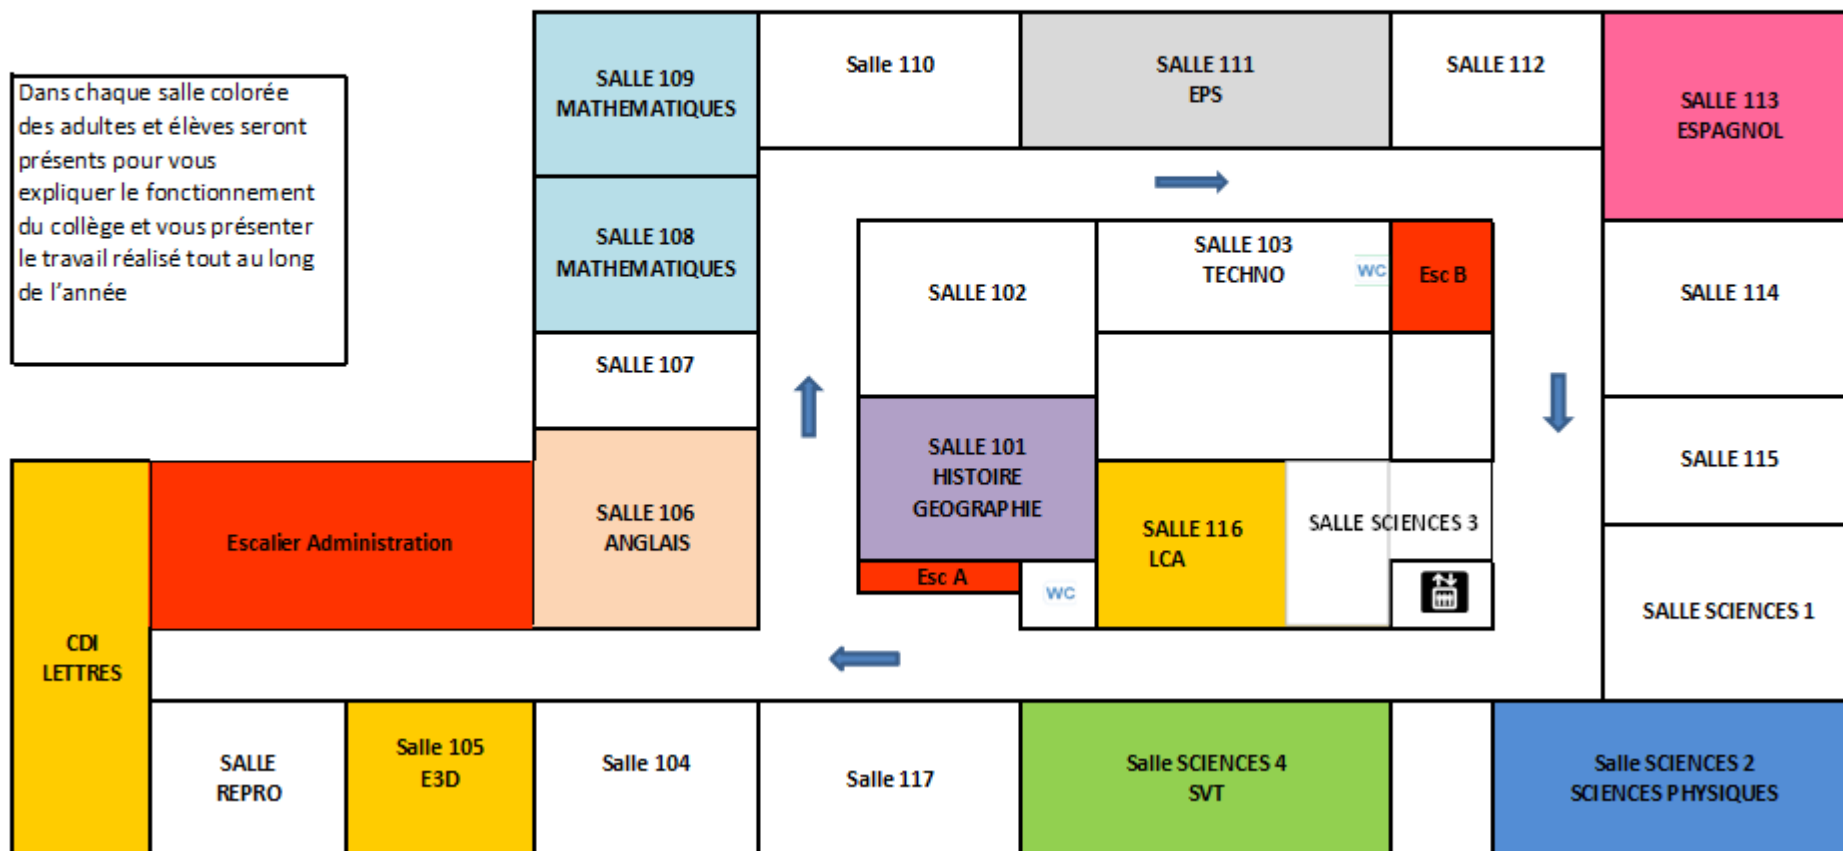 Dans chaque salle colorée
des adultes et élèves seront
présents pour vous
expliquer le fonctionnement
du collège et vous présenter
le travail réalisé tout au long
de l'année
SALLE 109
MATHEMATIQUES
Salle 110
SALLE 111
EPS
SALLE 112
SALLE 113
ESPAGNOL
SALLE 108
MATHEMATIQUES
SALLE 102
SALLE 103
TECHNO
WC
Esc B
SALLE 114
SALLE 107
SALLE 101
HISTOIRE
GEOGRAPHIE
SALLE 115
CDI
LETTRES
Escalier Administration
SALLE 106
ANGLAIS
Esc A
WC
SALLE 116
LCA
SALLE SCIENCES 3
SALLE SCIENCES 1
SALLE
REPRO
Salle 105
E3D
Salle 104
Salle 117
Salle SCIENCES 4
SVT
Salle SCIENCES 2
SCIENCES PHYSIQUES